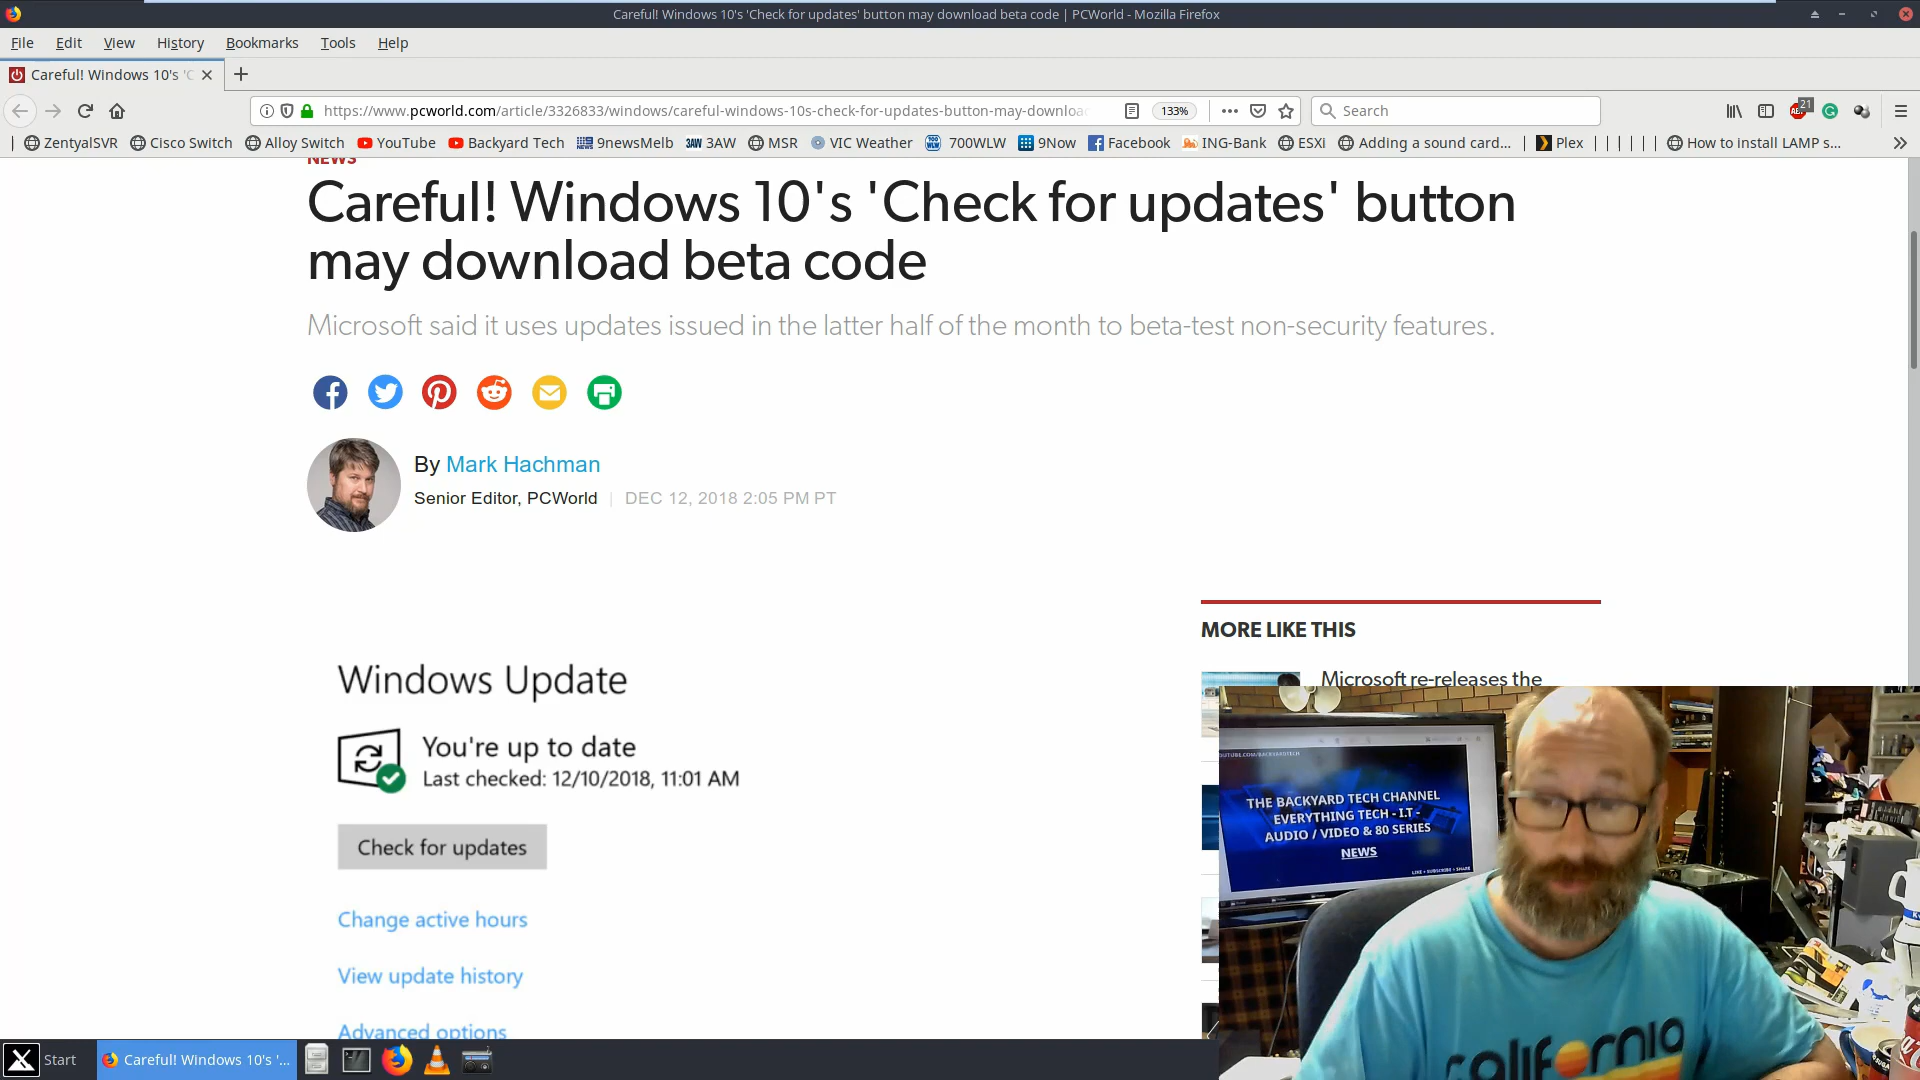 Careful! Windows 10's 'Check for updates' button may download beta code | PCWorld - Mozilla Firefox
File Edit View History Bookmarks Tools Help
Careful! Windows 10's 'C
https://www.pcworld.com/article/3326833/windows/careful-windows-10s-check-for-updates-button-may-downloa
133%
Search
21
ZentyalSVR Cisco Switch Alloy Switch YouTube Backyard Tech 9newsMelb 3AW 3AW MSR VIC Weather 700WLW 9Now Facebook ING-Bank ESXi Adding a sound card... Plex How to install LAMP s...
NEWS
Careful! Windows 10's 'Check for updates' button
may download beta code
Microsoft said it uses updates issued in the latter half of the month to beta-test non-security features.
By Mark Hachman
Senior Editor, PCWorld | DEC 12, 2018 2:05 PM PT
MORE LIKE THIS
Microsoft re-releases the
Windows Update
You're up to date
Last checked: 12/10/2018, 11:01 AM
Check for updates
Change active hours
View update history
Advanced options
THE BACKYARD TECH CHANNEL
EVERYTHING TECH - I.T -
AUDIO / VIDEO & 80 SERIES
NEWS
LIKE + SUBSCRIBE + SHARE
california
Start
Careful! Windows 10's '...